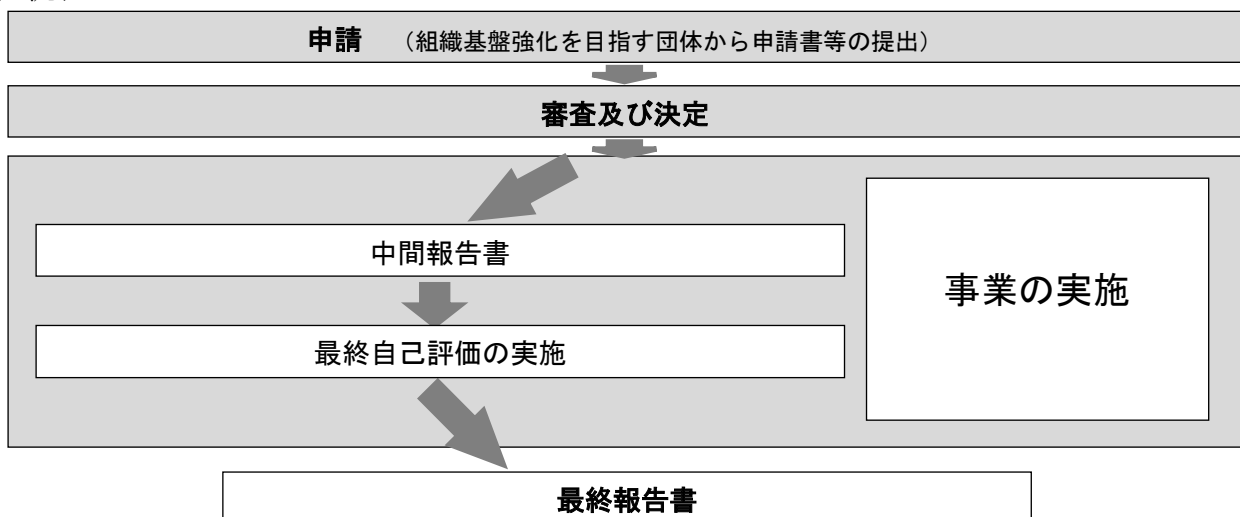 申請　（組織基盤強化を目指す団体から申請書等の提出）
審査及び決定
中間報告書
事業の実施
最終自己評価の実施
最終報告書